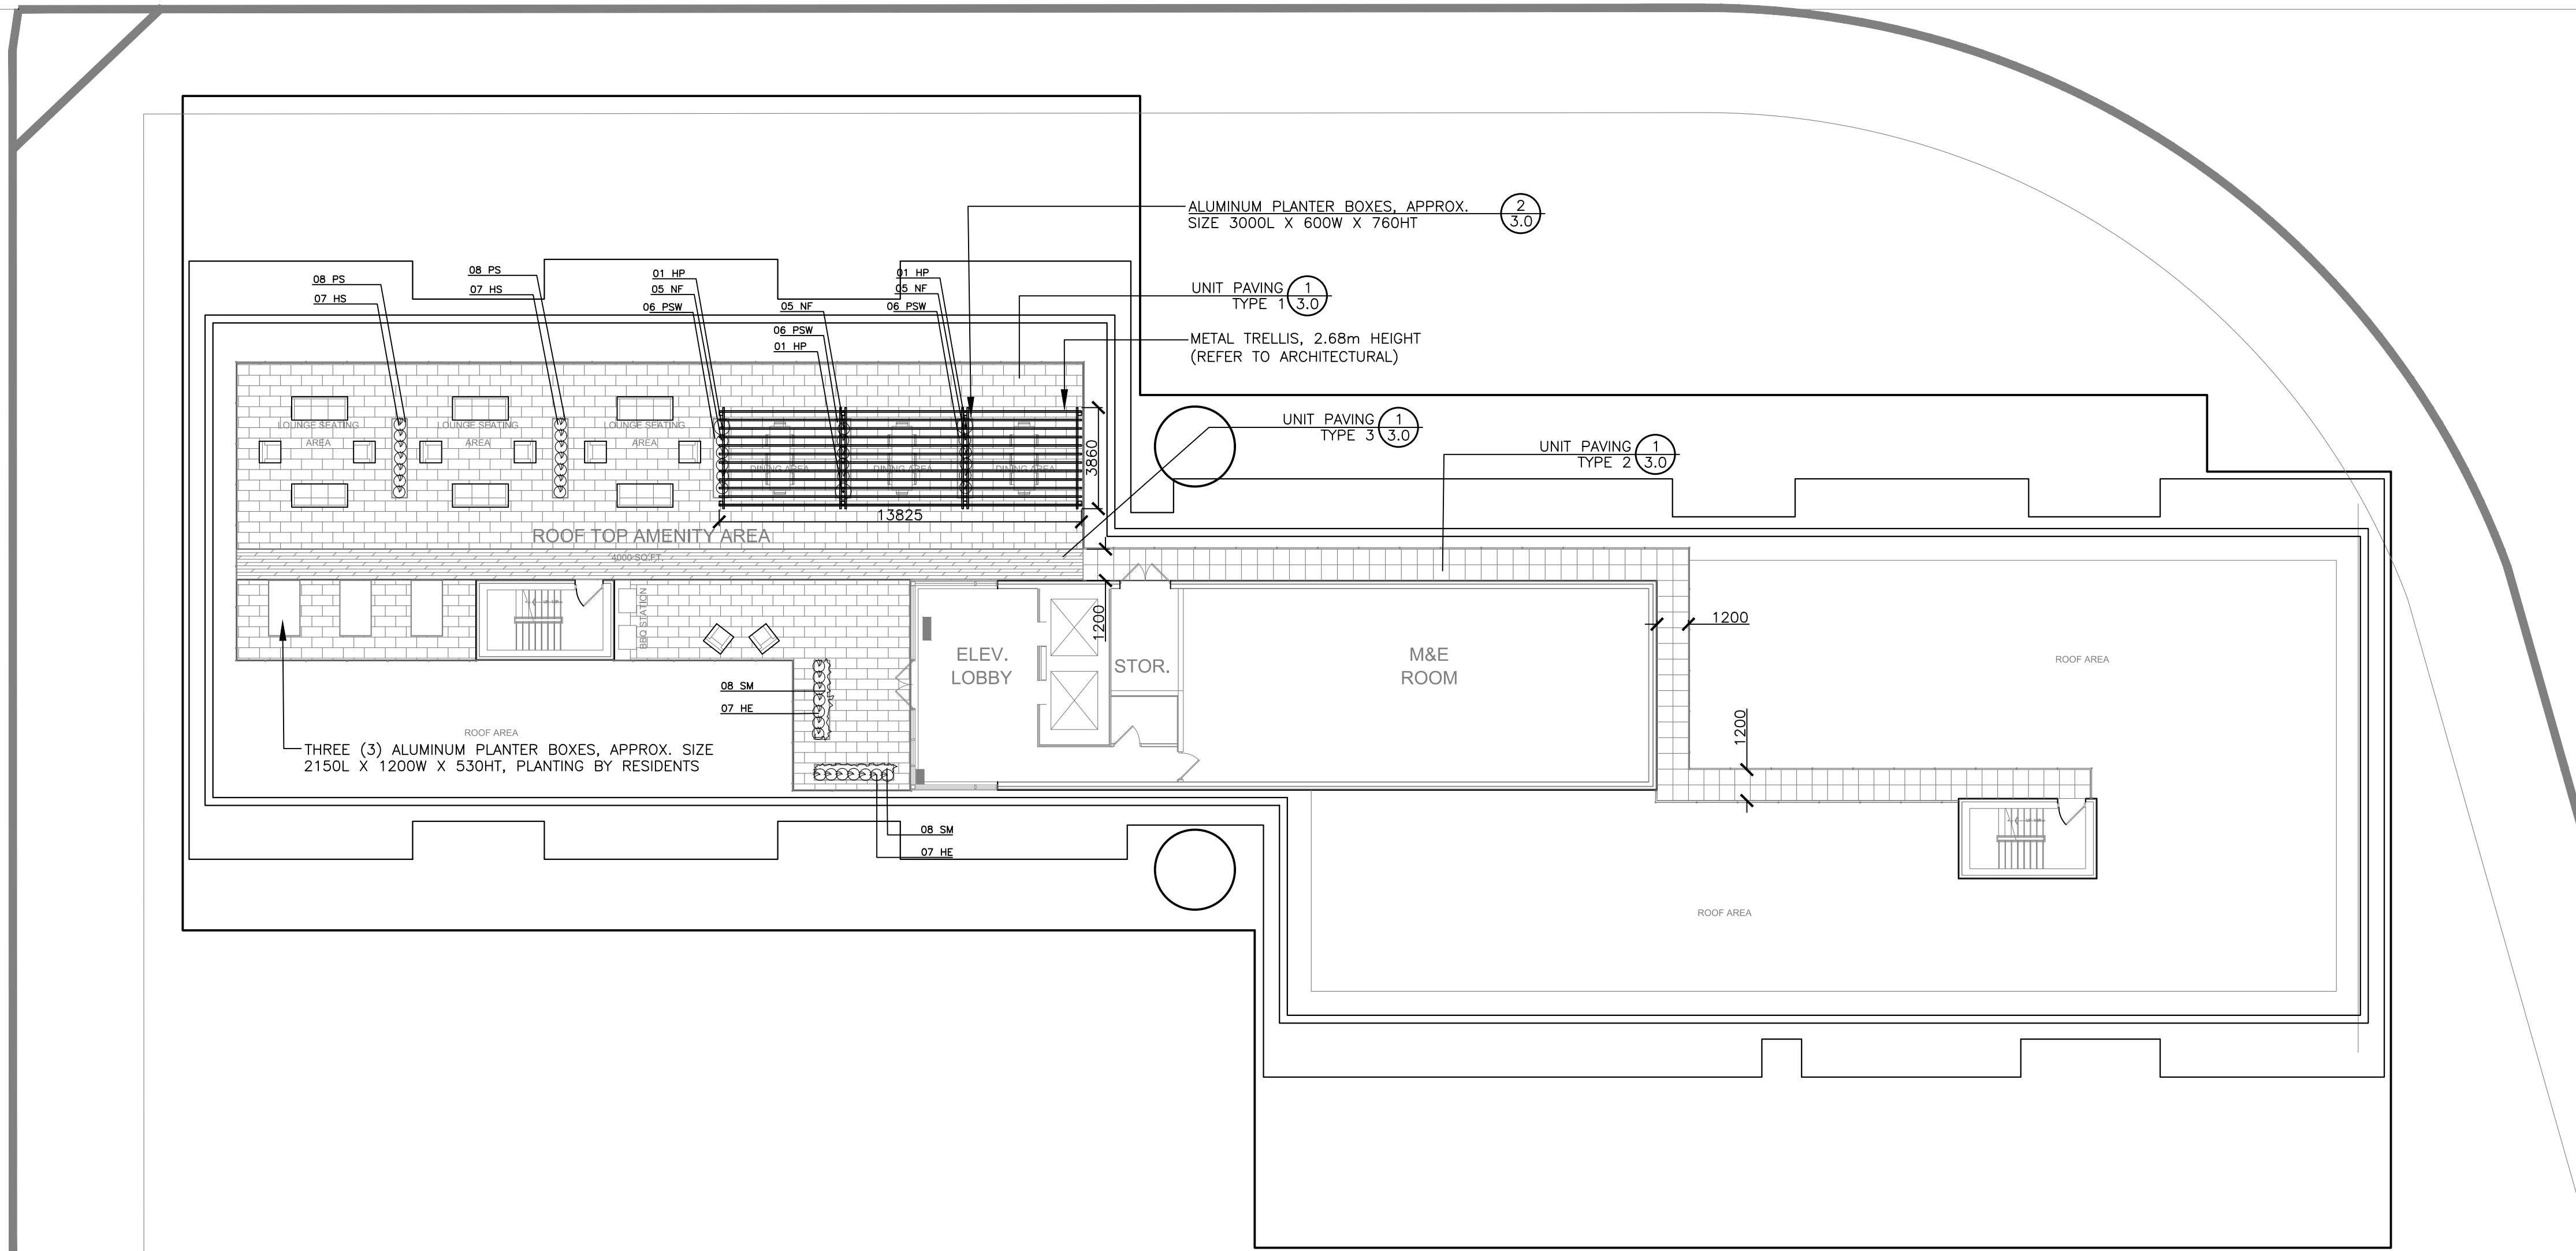 ALUMINUM PLANTER BOXES, APPROX.
SIZE 3000L X 600W X 760HT
2
3.0
UNIT PAVING
TYPE 1
1
3.0
METAL TRELLIS, 2.68m HEIGHT
(REFER TO ARCHITECTURAL)
UNIT PAVING
TYPE 3
1
3.0
UNIT PAVING
TYPE 2
1
3.0
08 PS
07 HS
08 PS
07 HS
01 HP
05 NF
06 PSW
05 NF
06 PSW
01 HP
01 HP
05 NF
06 PSW
LOUNGE SEATING
AREA
LOUNGE SEATING
AREA
LOUNGE SEATING
AREA
DINING AREA
DINING AREA
DINING AREA
3860
13825
ROOF TOP AMENITY AREA
4000 SQ.FT.
BBQ STATION
1200
ELEV.
LOBBY
STOR.
M&E
ROOM
1200
1200
ROOF AREA
08 SM
07 HE
ROOF AREA
THREE (3) ALUMINUM PLANTER BOXES, APPROX. SIZE
2150L X 1200W X 530HT, PLANTING BY RESIDENTS
08 SM
07 HE
ROOF AREA